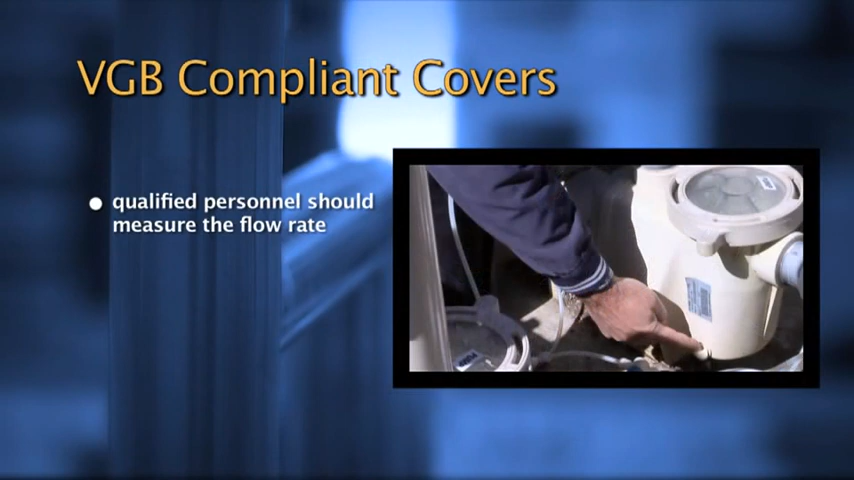 VGB Compliant Covers
qualified personnel should
measure the flow rate